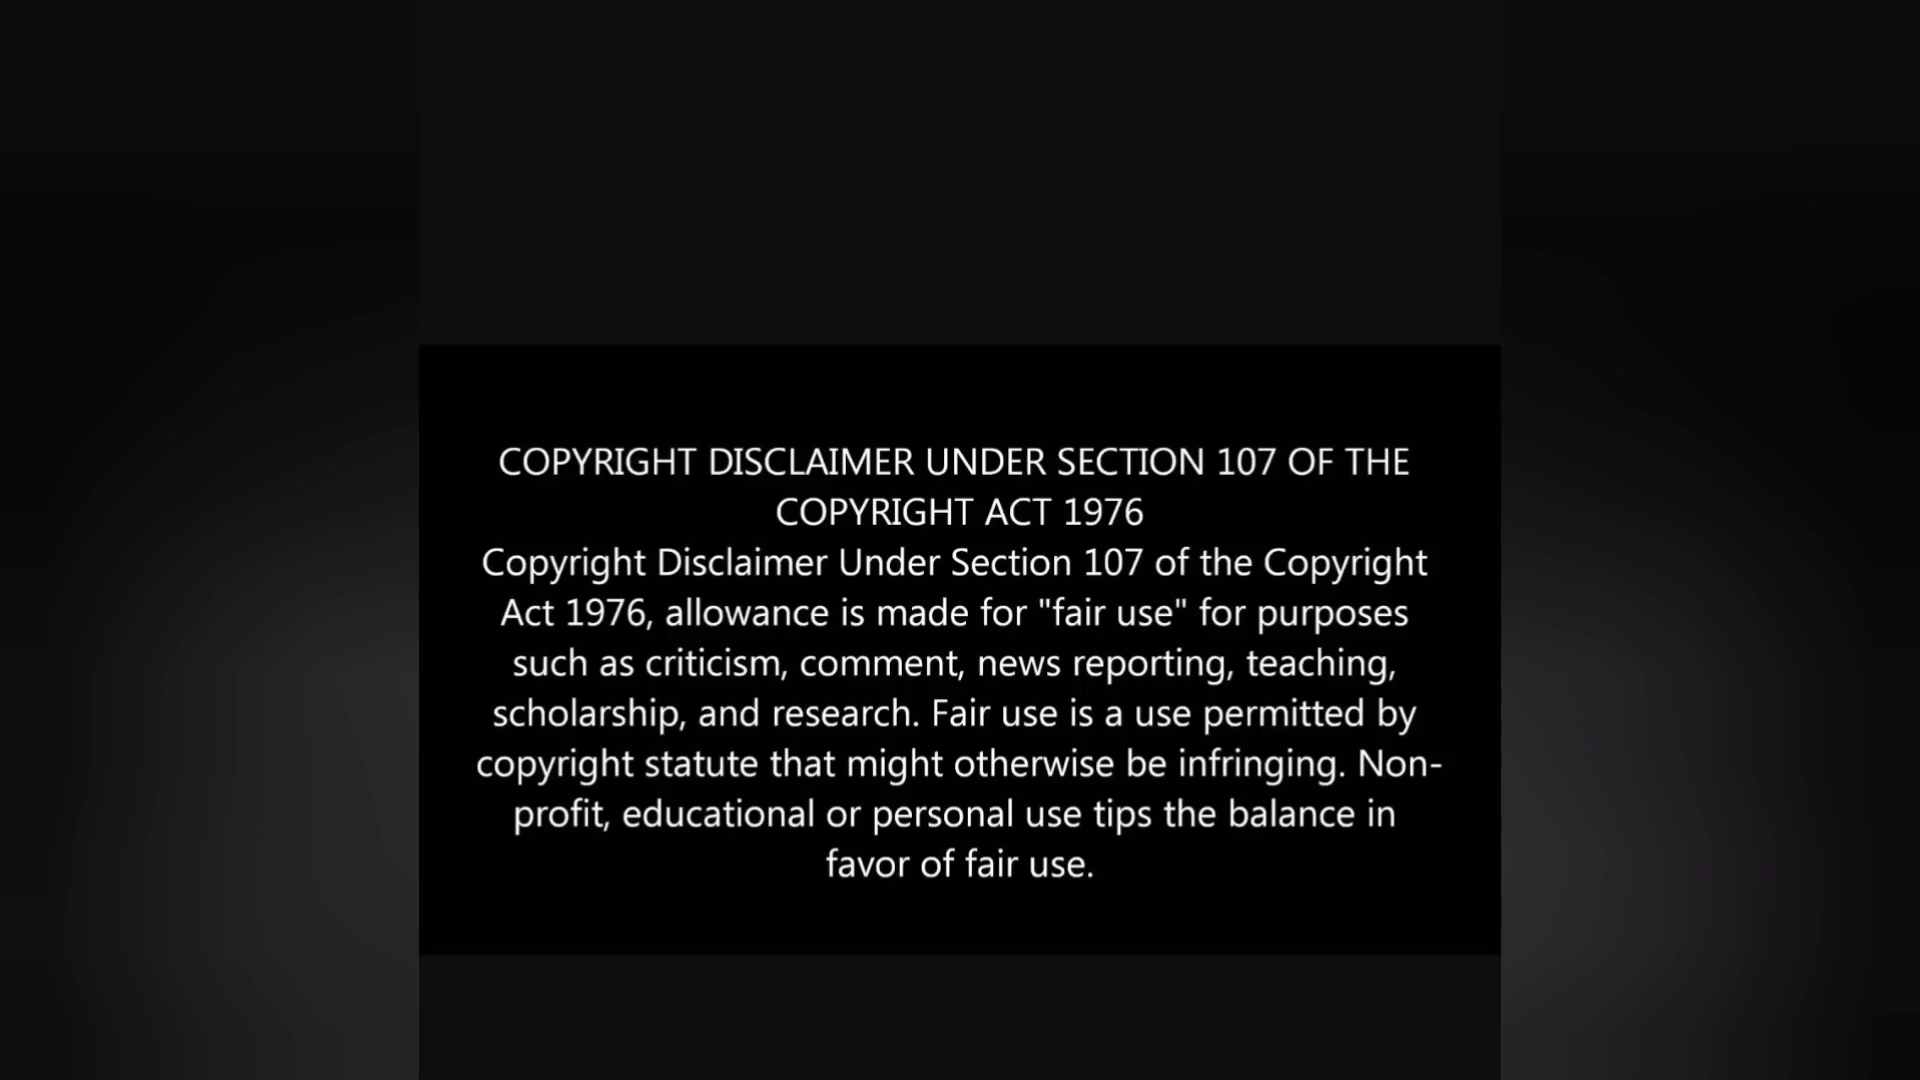 COPYRIGHT DISCLAIMER UNDER SECTION 107 OF THE
COPYRIGHT ACT 1976
Copyright Disclaimer Under Section 107 of the Copyright
Act 1976, allowance is made for "fair use" for purposes
such as criticism, comment, news reporting, teaching,
scholarship, and research. Fair use is a use permitted by
copyright statute that might otherwise be infringing. Non-
profit, educational or personal use tips the balance in
favor of fair use.